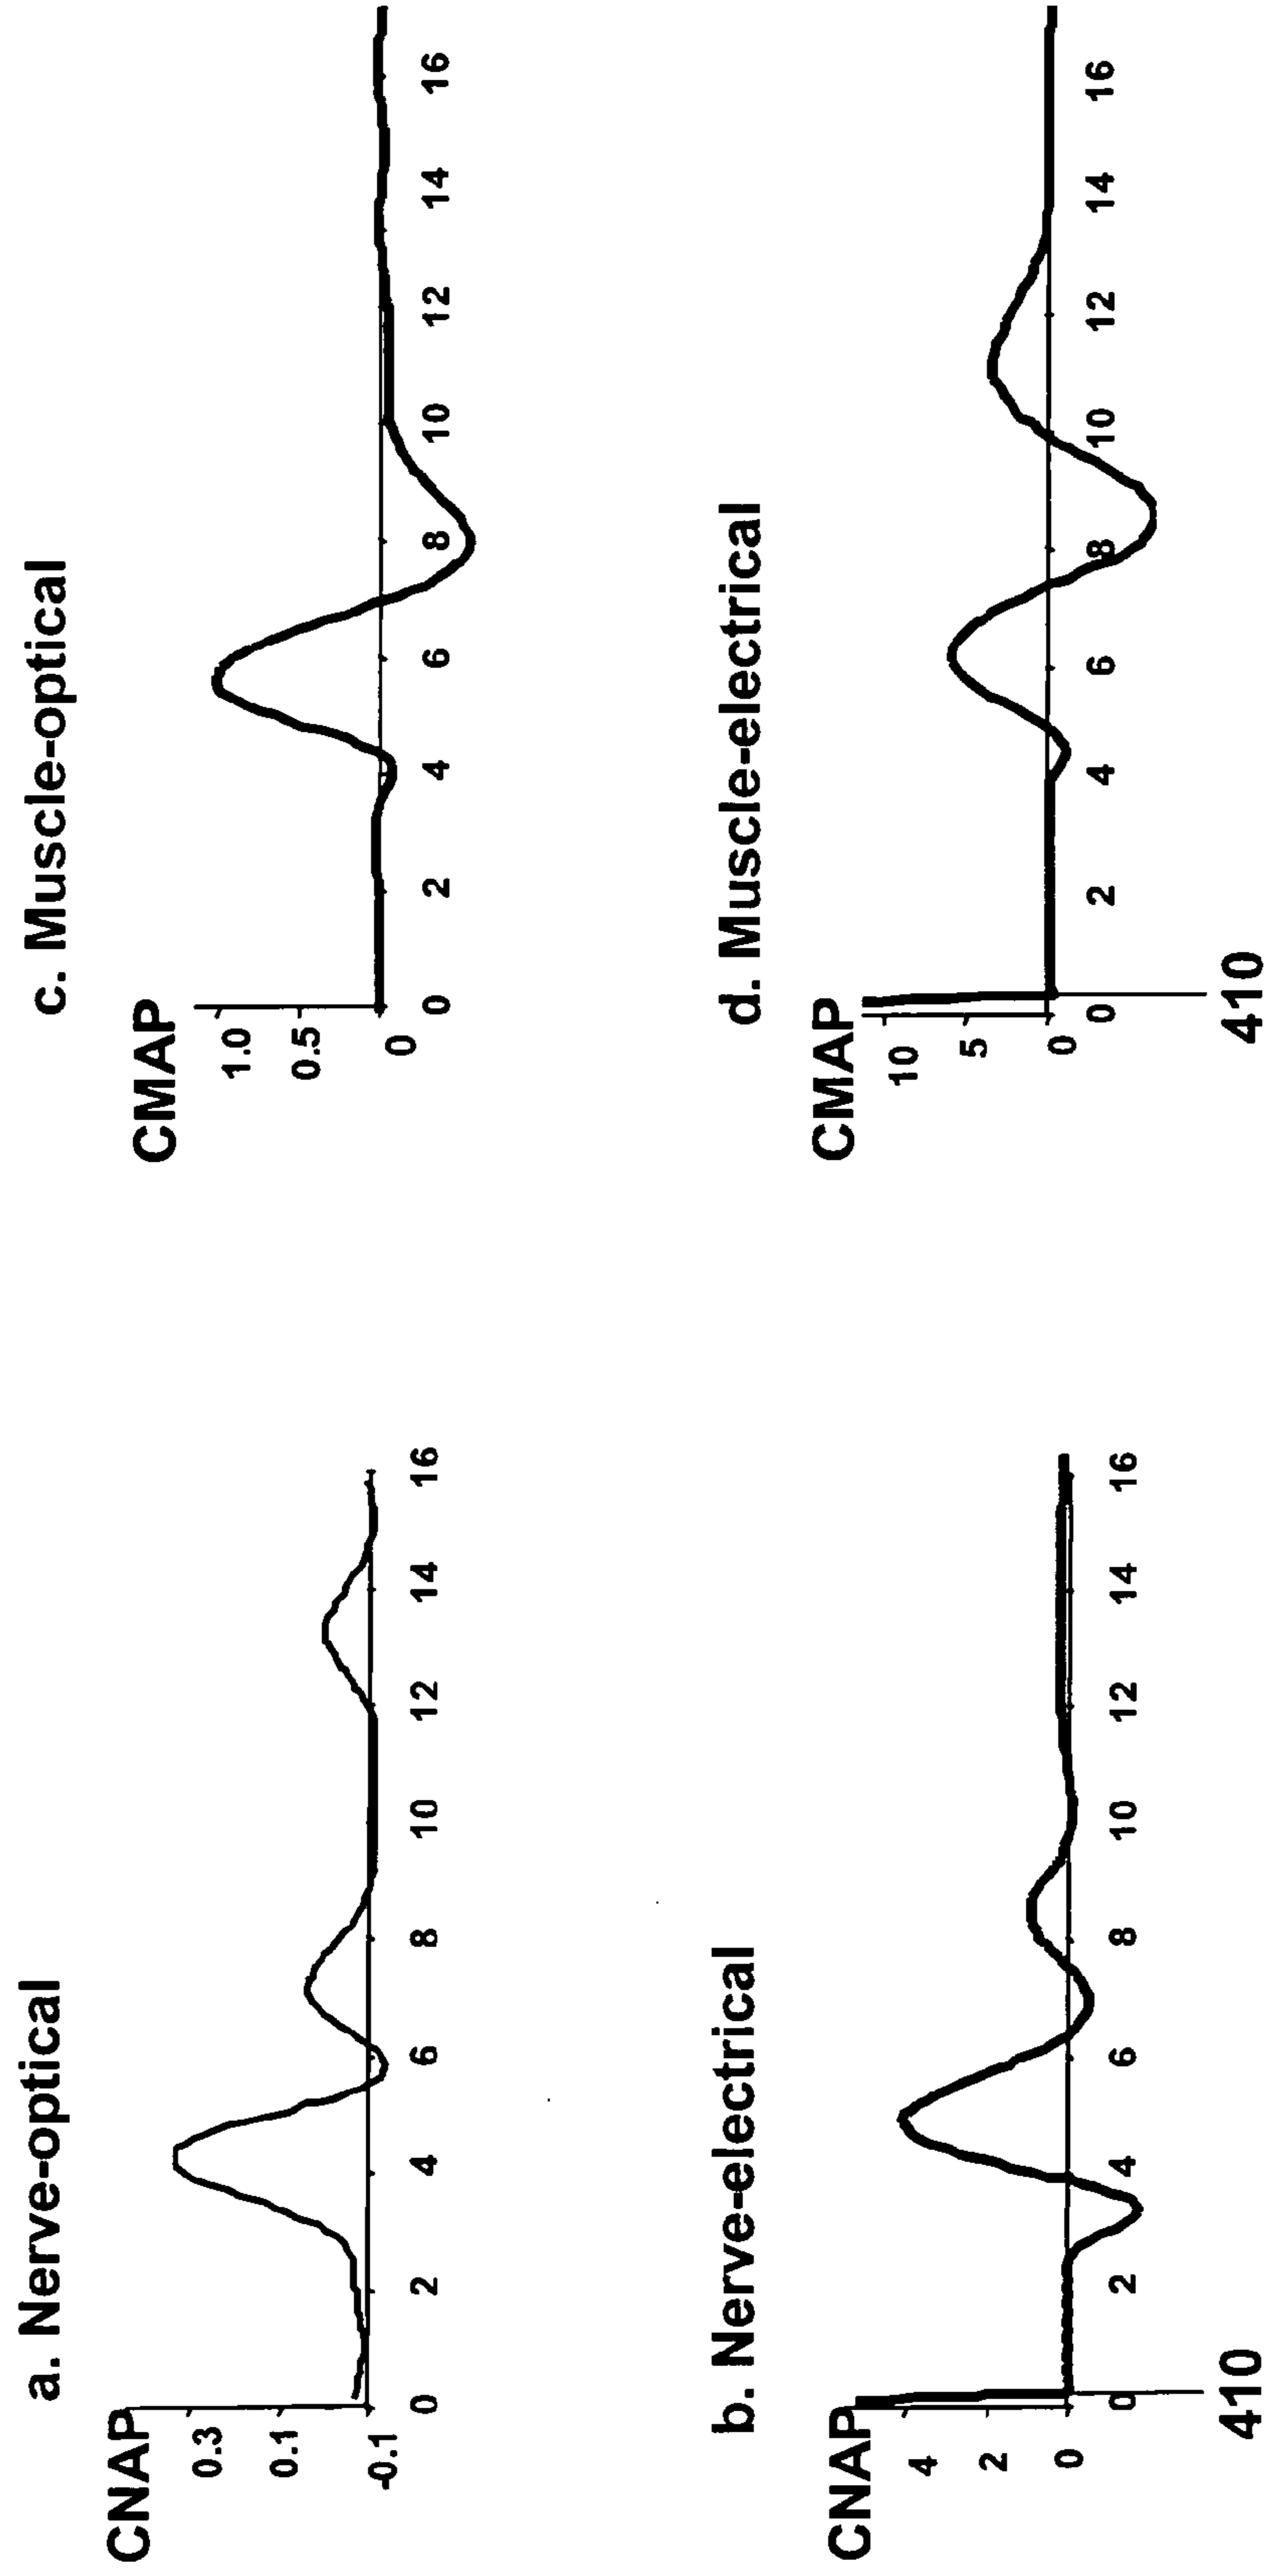 a. Nerve-optical
CNAP
0.3
0.1
-0.1
0 2 4 6 8 10 12 14 16
c. Muscle-optical
CMAP
1.0
0.5
0
0 2 4 6 8 10 12 14 16
b. Nerve-electrical
CNAP
4
2
0
0 2 4 6 8 10 12 14 16
410
d. Muscle-electrical
CMAP
10
5
0
0 2 4 6 8 10 12 14 16
410